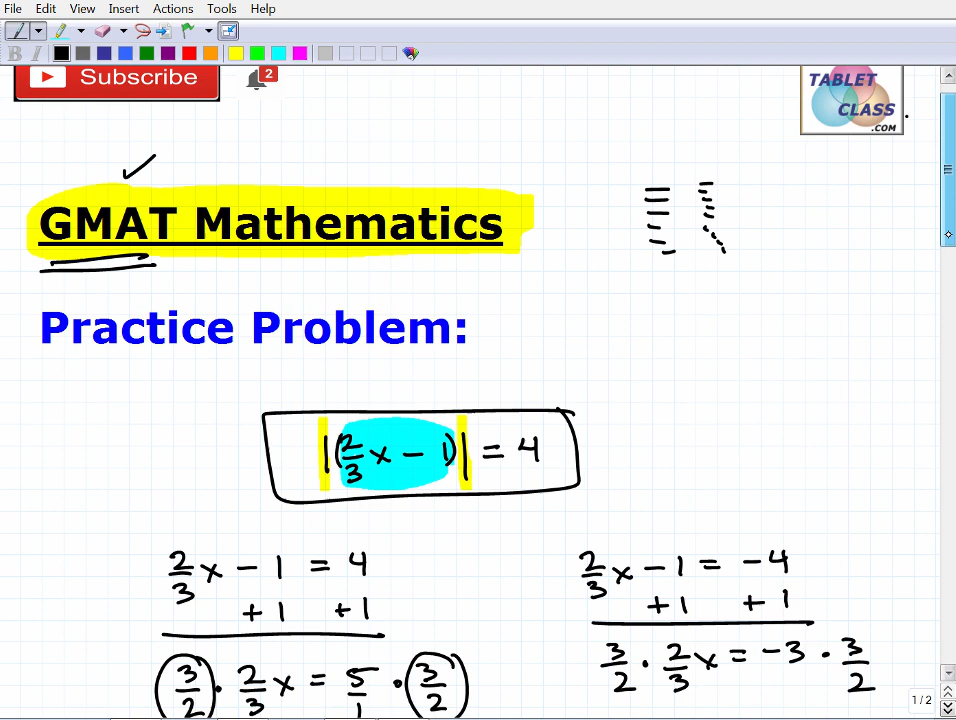 File Edit View Insert Actions Tools Help
B I
Subscribe 2
TABLET
CLASS
.COM
GMAT Mathematics
Practice Problem:
|(2/3x - 1)| = 4
2/3x - 1 = 4
+1 +1
3/2 · 2/3x = 5/1 · 3/2
2/3x - 1 = -4
+1 +1
3/2 · 2/3x = -3 · 3/2
1 / 2